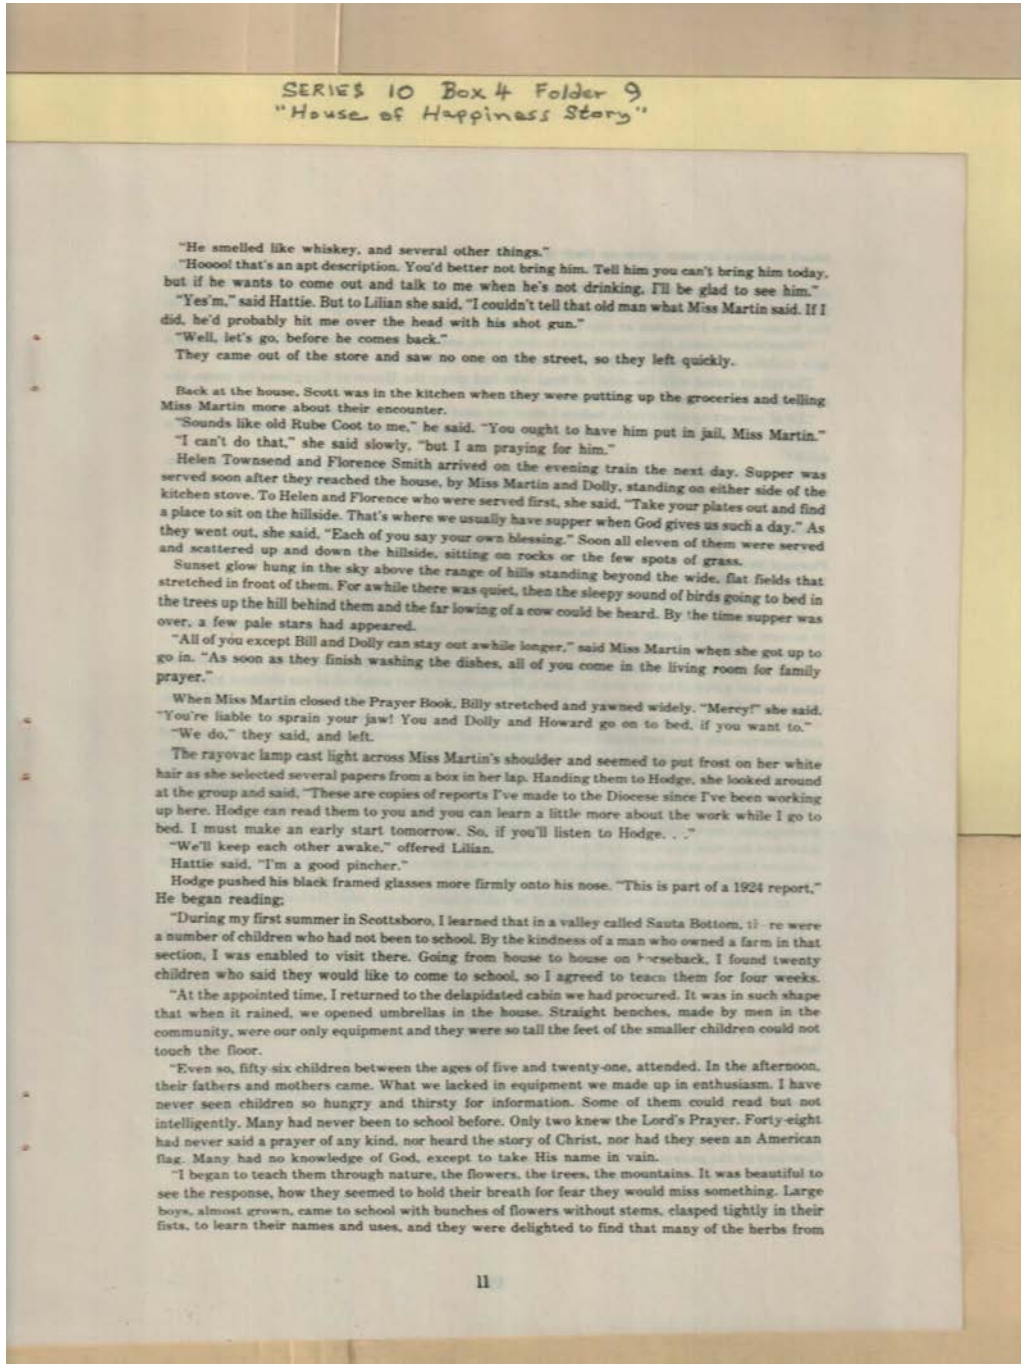 SERIES 10 Box 4 Folder 9
"House of Happiness Story"
"He smelled like whiskey, and several other things."
"Hoooo! that's an apt description. You'd better not bring him. Tell him you can't bring him today,
but if he wants to come out and talk to me when he's not drinking, I'll be glad to see him."
"Yes'm," said Hattie. But to Lilian she said, "I couldn't tell that old man what Miss Martin said. If I
did, he'd probably hit me over the head with his shot gun."
"Well, let's go, before he comes back."
They came out of the store and saw no one on the street, so they left quickly.
Back at the house, Scott was in the kitchen when they were putting up the groceries and telling
Miss Martin more about their encounter.
"Sounds like old Rube Coot to me," he said. "You ought to have him put in jail, Miss Martin."
"I can't do that," she said slowly, "but I am praying for him."
Helen Townsend and Florence Smith arrived on the evening train the next day. Supper was
served soon after they reached the house, by Miss Martin and Dolly, standing on either side of the
kitchen stove. To Helen and Florence who were served first, she said, "Take your plates out and find
a place to sit on the hillside. That's where we usually have supper when God gives us such a day." As
they went out, she said, "Each of you say your own blessing." Soon all eleven of them were served
and scattered up and down the hillside, sitting on rocks or the few spots of grass.
Sunset glow hung in the sky above the range of hills standing beyond the wide, flat fields that
stretched in front of them. For awhile there was quiet, then the sleepy sound of birds going to bed in
the trees up the hill behind them and the far lowing of a cow could be heard. By the time supper was
over, a few pale stars had appeared.
"All of you except Bill and Dolly can stay out awhile longer," said Miss Martin when she got up to
go in. "As soon as they finish washing the dishes, all of you come in the living room for family
prayer."
When Miss Martin closed the Prayer Book, Billy stretched and yawned widely. "Mercy!" she said.
"You're liable to sprain your jaw! You and Dolly and Howard go on to bed, if you want to."
"We do," they said, and left.
The rayovac lamp cast light across Miss Martin's shoulder and seemed to put frost on her white
hair as she selected several papers from a box in her lap. Handing them to Hodge, she looked around
at the group and said, "These are copies of reports I've made to the Diocese since I've been working
up here. Hodge can read them to you and you can learn a little more about the work while I go to
bed. I must make an early start tomorrow. So, if you'll listen to Hodge. . ."
"We'll keep each other awake," offered Lilian.
Hattie said, "I'm a good pincher."
Hodge pushed his black framed glasses more firmly onto his nose. "This is part of a 1924 report,"
He began reading;
"During my first summer in Scottsboro, I learned that in a valley called Sauta Bottom, th re were
a number of children who had not been to school. By the kindness of a man who owned a farm in that
section, I was enabled to visit there. Going from house to house on horseback, I found twenty
children who said they would like to come to school, so I agreed to teach them for four weeks.
"At the appointed time, I returned to the delapidated cabin we had procured. It was in such shape
that when it rained, we opened umbrellas in the house. Straight benches, made by men in the
community, were our only equipment and they were so tall the feet of the smaller children could not
touch the floor.
"Even so, fifty-six children between the ages of five and twenty-one, attended. In the afternoon,
their fathers and mothers came. What we lacked in equipment we made up in enthusiasm. I have
never seen children so hungry and thirsty for information. Some of them could read but not
intelligently. Many had never been to school before. Only two knew the Lord's Prayer. Forty-eight
had never said a prayer of any kind, nor heard the story of Christ, nor had they seen an American
flag. Many had no knowledge of God, except to take His name in vain.
"I began to teach them through nature, the flowers, the trees, the mountains. It was beautiful to
see the response, how they seemed to hold their breath for fear they would miss something. Large
boys, almost grown, came to school with bunches of flowers without stems, clasped tightly in their
fists, to learn their names and uses, and they were delighted to find that many of the herbs from
11